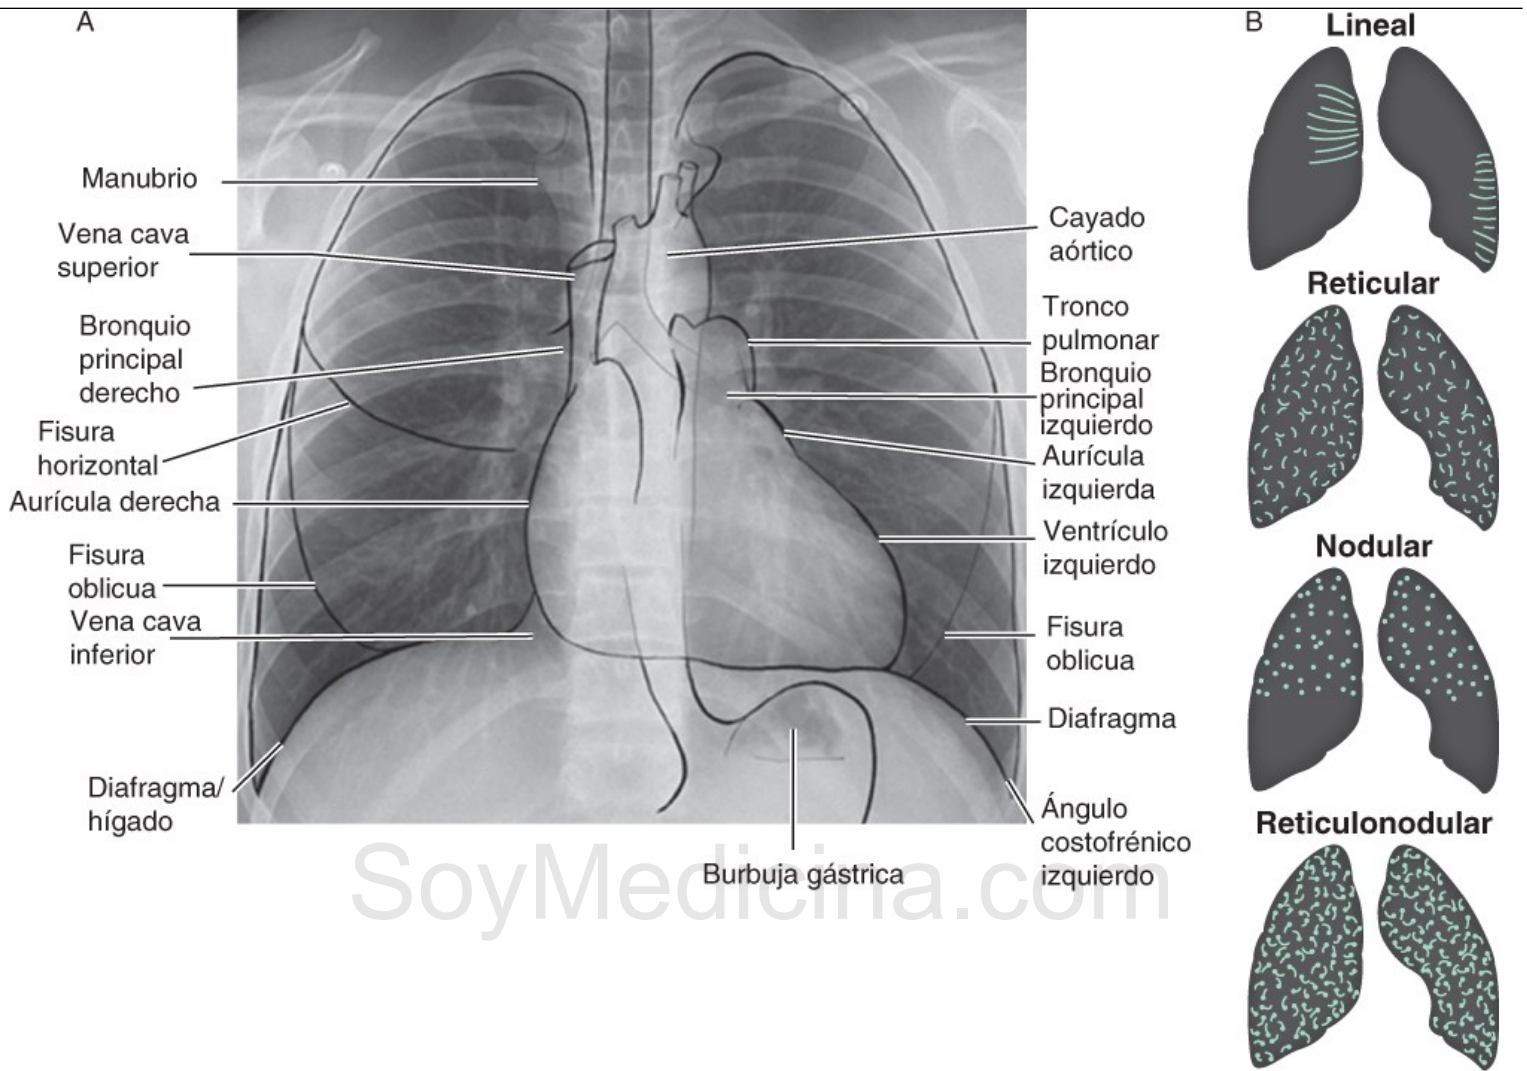 A
Manubrio
Vena cava
superior
Bronquio
principal
derecho
Fisura
horizontal
Aurícula derecha
Fisura
oblicua
Vena cava
inferior
Diafragma/
hígado
Cayado
aórtico
Tronco
pulmonar
Bronquio
principal
izquierdo
Aurícula
izquierda
Ventrículo
izquierdo
Fisura
oblicua
Diafragma
Ángulo
costofrénico
izquierdo
Burbuja gástrica
SoyMedicina.com
B
Lineal
Reticular
Nodular
Reticulonodular